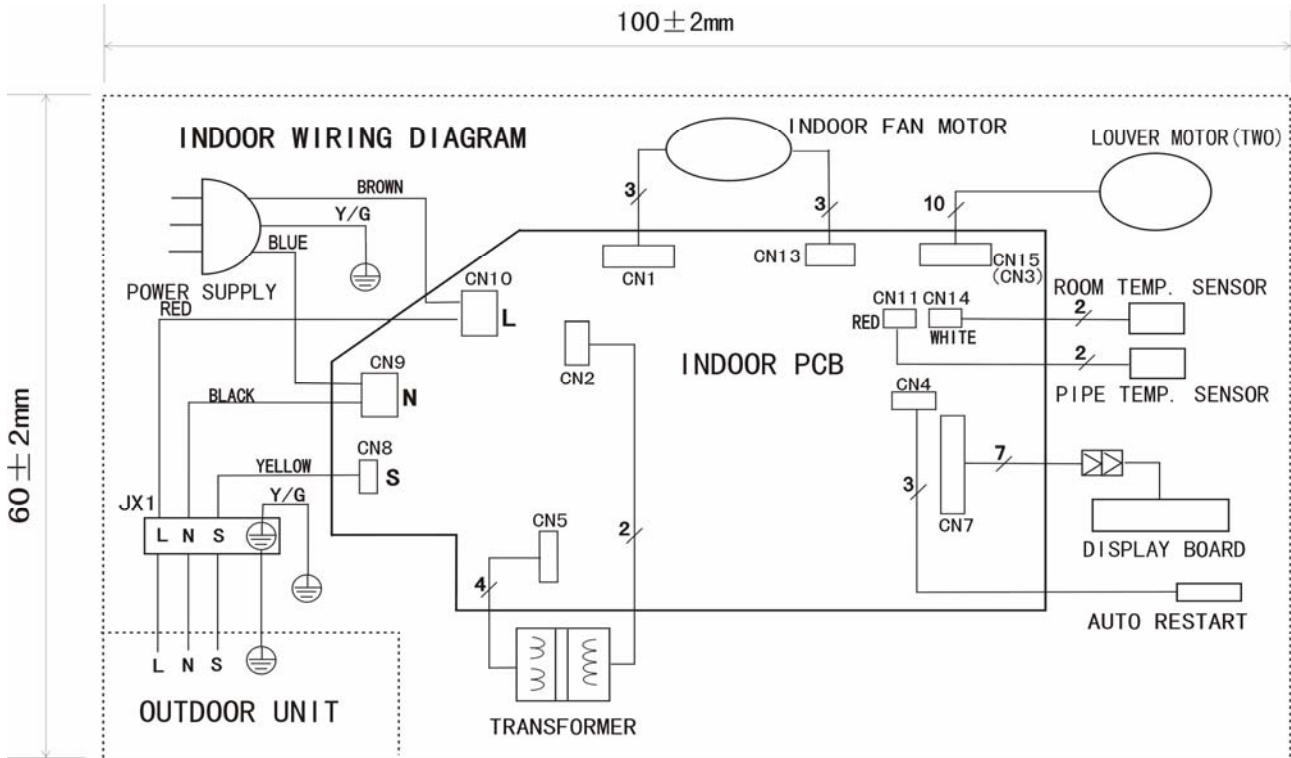 100±2mm
60±2mm
INDOOR WIRING DIAGRAM
INDOOR FAN MOTOR
LOUVER MOTOR(TWO)
BROWN
Y/G
BLUE
POWER SUPPLY
RED
3
3
10
CN10
L
CN1
CN13
CN15
(CN3)
CN11
CN14
RED
WHITE
2
ROOM TEMP. SENSOR
2
PIPE TEMP. SENSOR
CN2
INDOOR PCB
CN9
N
BLACK
CN4
CN8
S
YELLOW
Y/G
JX1
L N S
CN5
2
4
3
CN7
7
DISPLAY BOARD
AUTO RESTART
L N S
OUTDOOR UNIT
TRANSFORMER